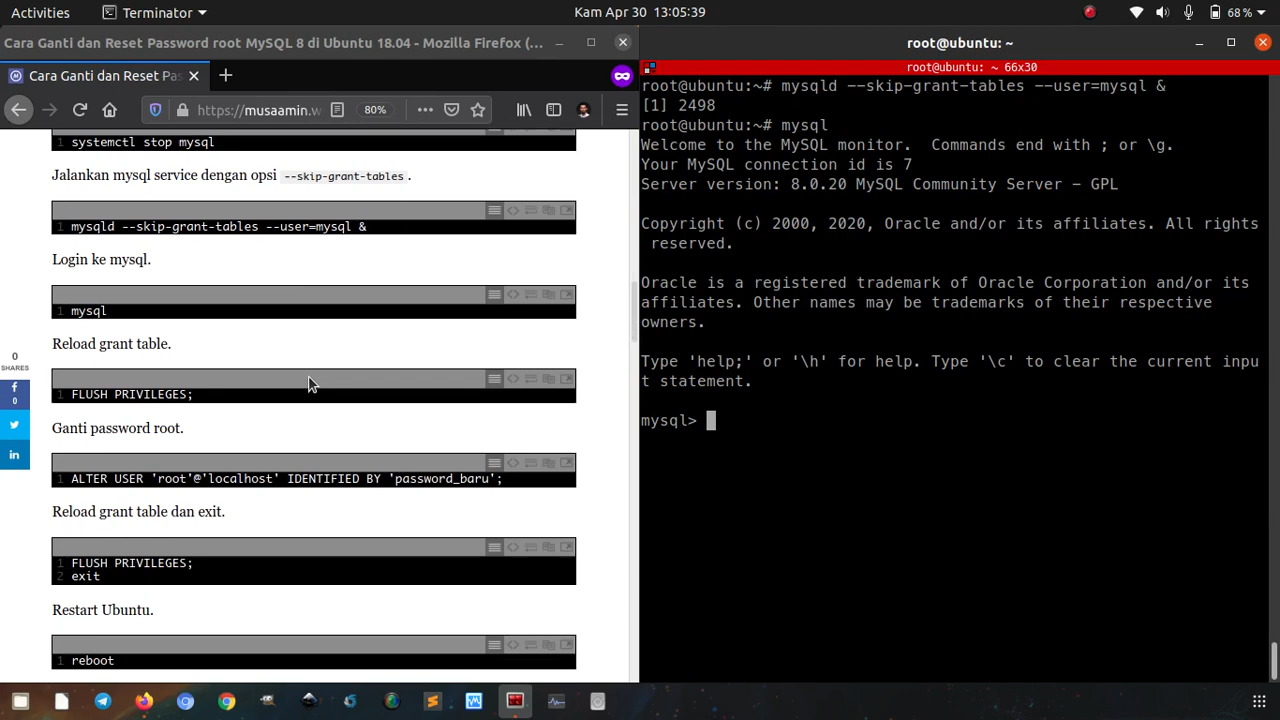 Activities
Terminator
Kam Apr 30 13:05:39
68 %
Cara Ganti dan Reset Password root MySQL 8 di Ubuntu 18.04 - Mozilla Firefox (...
Cara Ganti dan Reset Pas
https://musaamin.w
80%
1 systemctl stop mysql
Jalankan mysql service dengan opsi --skip-grant-tables.
1 mysqld --skip-grant-tables --user=mysql &
Login ke mysql.
1 mysql
Reload grant table.
0
SHARES
0
1 FLUSH PRIVILEGES;
Ganti password root.
1 ALTER USER 'root'@'localhost' IDENTIFIED BY 'password_baru';
Reload grant table dan exit.
1 FLUSH PRIVILEGES;
2 exit
Restart Ubuntu.
1 reboot
root@ubuntu: ~
root@ubuntu: ~ 66x30
root@ubuntu:~# mysqld --skip-grant-tables --user=mysql &
[1] 2498
root@ubuntu:~# mysql
Welcome to the MySQL monitor.  Commands end with ; or \g.
Your MySQL connection id is 7
Server version: 8.0.20 MySQL Community Server - GPL
Copyright (c) 2000, 2020, Oracle and/or its affiliates. All rights
 reserved.
Oracle is a registered trademark of Oracle Corporation and/or its
affiliates. Other names may be trademarks of their respective
owners.
Type 'help;' or '\h' for help. Type '\c' to clear the current inpu
t statement.
mysql>